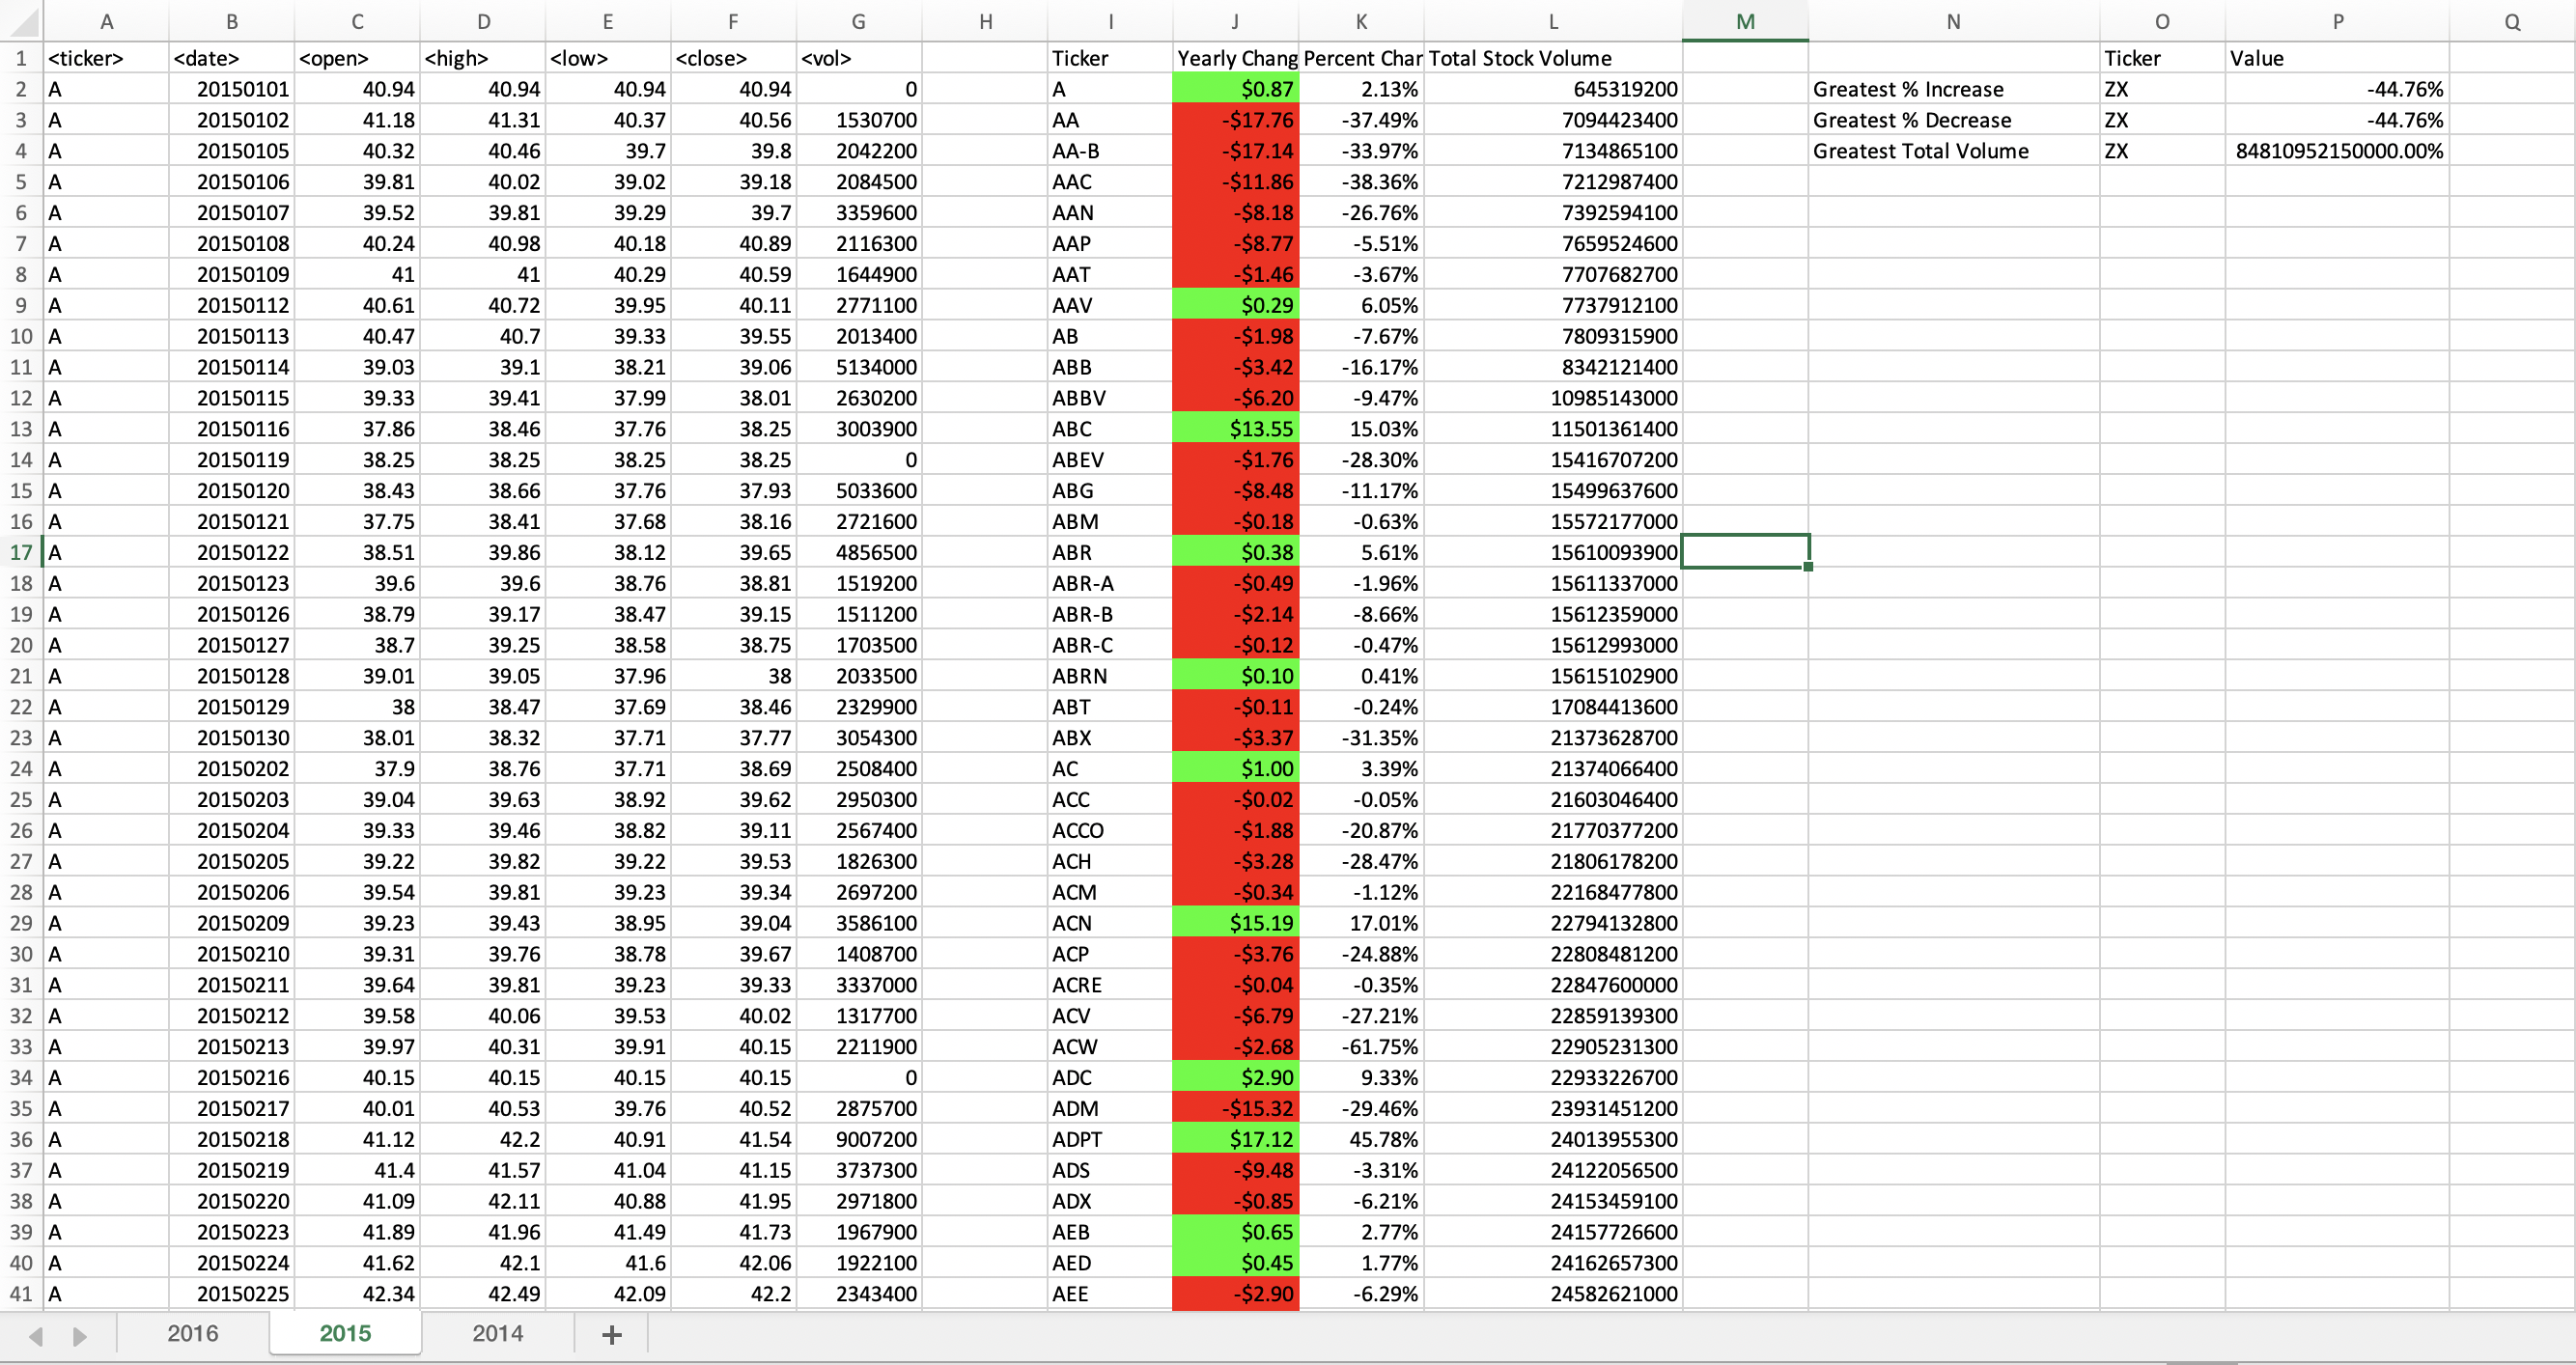 A B C D E F G H I J K L M N O P Q
1 <ticker> <date> <open> <high> <low> <close> <vol> Ticker Yearly Chang Percent Char Total Stock Volume Ticker Value
2 A 20150101 40.94 40.94 40.94 40.94 0 A $0.87 2.13% 645319200 Greatest % Increase ZX -44.76%
3 A 20150102 41.18 41.31 40.37 40.56 1530700 AA -$17.76 -37.49% 7094423400 Greatest % Decrease ZX -44.76%
4 A 20150105 40.32 40.46 39.7 39.8 2042200 AA-B -$17.14 -33.97% 7134865100 Greatest Total Volume ZX 84810952150000.00%
5 A 20150106 39.81 40.02 39.02 39.18 2084500 AAC -$11.86 -38.36% 7212987400
6 A 20150107 39.52 39.81 39.29 39.7 3359600 AAN -$8.18 -26.76% 7392594100
7 A 20150108 40.24 40.98 40.18 40.89 2116300 AAP -$8.77 -5.51% 7659524600
8 A 20150109 41 41 40.29 40.59 1644900 AAT -$1.46 -3.67% 7707682700
9 A 20150112 40.61 40.72 39.95 40.11 2771100 AAV $0.29 6.05% 7737912100
10 A 20150113 40.47 40.7 39.33 39.55 2013400 AB -$1.98 -7.67% 7809315900
11 A 20150114 39.03 39.1 38.21 39.06 5134000 ABB -$3.42 -16.17% 8342121400
12 A 20150115 39.33 39.41 37.99 38.01 2630200 ABBV -$6.20 -9.47% 10985143000
13 A 20150116 37.86 38.46 37.76 38.25 3003900 ABC $13.55 15.03% 11501361400
14 A 20150119 38.25 38.25 38.25 38.25 0 ABEV -$1.76 -28.30% 15416707200
15 A 20150120 38.43 38.66 37.76 37.93 5033600 ABG -$8.48 -11.17% 15499637600
16 A 20150121 37.75 38.41 37.68 38.16 2721600 ABM -$0.18 -0.63% 15572177000
17 A 20150122 38.51 39.86 38.12 39.65 4856500 ABR $0.38 5.61% 15610093900
18 A 20150123 39.6 39.6 38.76 38.81 1519200 ABR-A -$0.49 -1.96% 15611337000
19 A 20150126 38.79 39.17 38.47 39.15 1511200 ABR-B -$2.14 -8.66% 15612359000
20 A 20150127 38.7 39.25 38.58 38.75 1703500 ABR-C -$0.12 -0.47% 15612993000
21 A 20150128 39.01 39.05 37.96 38 2033500 ABRN $0.10 0.41% 15615102900
22 A 20150129 38 38.47 37.69 38.46 2329900 ABT -$0.11 -0.24% 17084413600
23 A 20150130 38.01 38.32 37.71 37.77 3054300 ABX -$3.37 -31.35% 21373628700
24 A 20150202 37.9 38.76 37.71 38.69 2508400 AC $1.00 3.39% 21374066400
25 A 20150203 39.04 39.63 38.92 39.62 2950300 ACC -$0.02 -0.05% 21603046400
26 A 20150204 39.33 39.46 38.82 39.11 2567400 ACCO -$1.88 -20.87% 21770377200
27 A 20150205 39.22 39.82 39.22 39.53 1826300 ACH -$3.28 -28.47% 21806178200
28 A 20150206 39.54 39.81 39.23 39.34 2697200 ACM -$0.34 -1.12% 22168477800
29 A 20150209 39.23 39.43 38.95 39.04 3586100 ACN $15.19 17.01% 22794132800
30 A 20150210 39.31 39.76 38.78 39.67 1408700 ACP -$3.76 -24.88% 22808481200
31 A 20150211 39.64 39.81 39.23 39.33 3337000 ACRE -$0.04 -0.35% 22847600000
32 A 20150212 39.58 40.06 39.53 40.02 1317700 ACV -$6.79 -27.21% 22859139300
33 A 20150213 39.97 40.31 39.91 40.15 2211900 ACW -$2.68 -61.75% 22905231300
34 A 20150216 40.15 40.15 40.15 40.15 0 ADC $2.90 9.33% 22933226700
35 A 20150217 40.01 40.53 39.76 40.52 2875700 ADM -$15.32 -29.46% 23931451200
36 A 20150218 41.12 42.2 40.91 41.54 9007200 ADPT $17.12 45.78% 24013955300
37 A 20150219 41.4 41.57 41.04 41.15 3737300 ADS -$9.48 -3.31% 24122056500
38 A 20150220 41.09 42.11 40.88 41.95 2971800 ADX -$0.85 -6.21% 24153459100
39 A 20150223 41.89 41.96 41.49 41.73 1967900 AEB $0.65 2.77% 24157726600
40 A 20150224 41.62 42.1 41.6 42.06 1922100 AED $0.45 1.77% 24162657300
41 A 20150225 42.34 42.49 42.09 42.2 2343400 AEE -$2.90 -6.29% 24582621000
2016 2015 2014 +